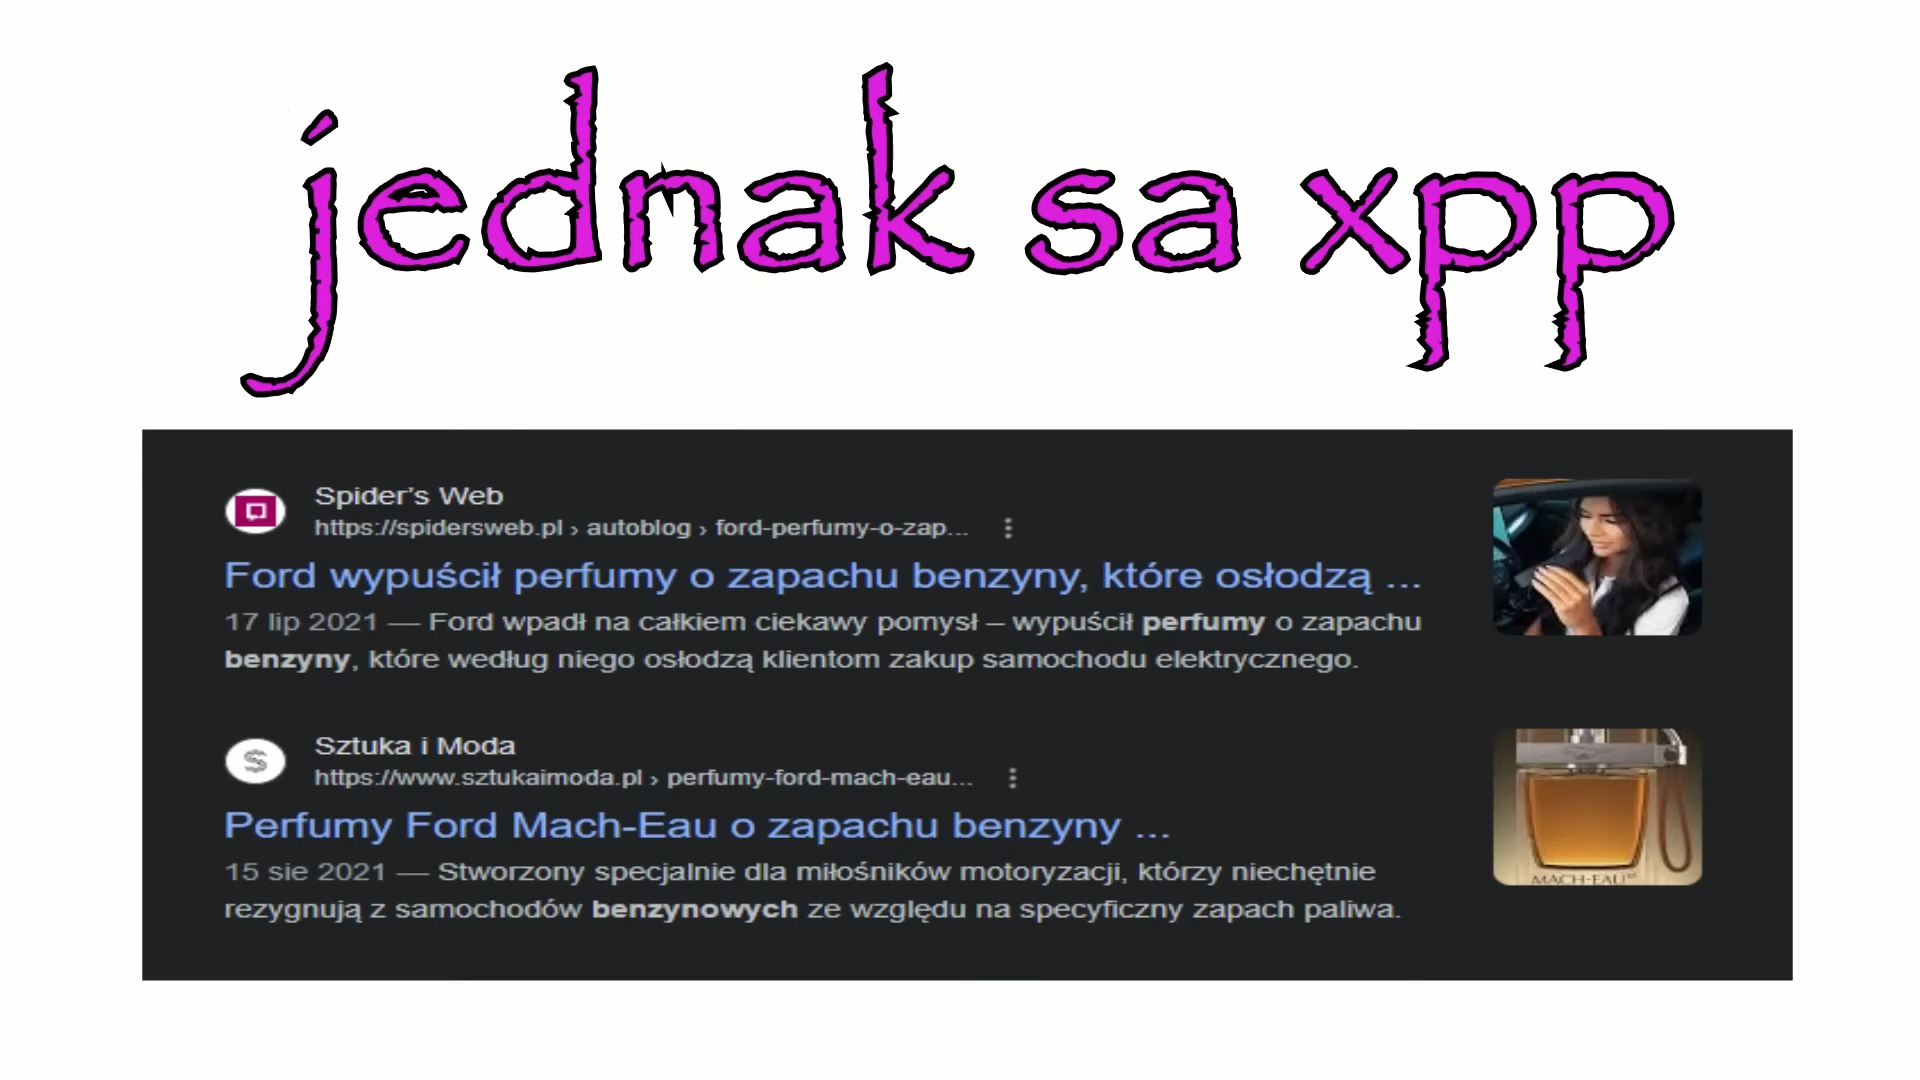 jednak sa xpp
Spider's Web
https://spidersweb.pl › autoblog › ford-perfumy-o-zap...
Ford wypuścił perfumy o zapachu benzyny, które osłodzą ...
17 lip 2021 — Ford wpadł na całkiem ciekawy pomysł – wypuścił perfumy o zapachu
benzyny, które według niego osłodzą klientom zakup samochodu elektrycznego.
Sztuka i Moda
https://www.sztukaimoda.pl › perfumy-ford-mach-eau...
Perfumy Ford Mach-Eau o zapachu benzyny ...
15 sie 2021 — Stworzony specjalnie dla miłośników motoryzacji, którzy niechętnie
rezygnują z samochodów benzynowych ze względu na specyficzny zapach paliwa.
MACH-EAU